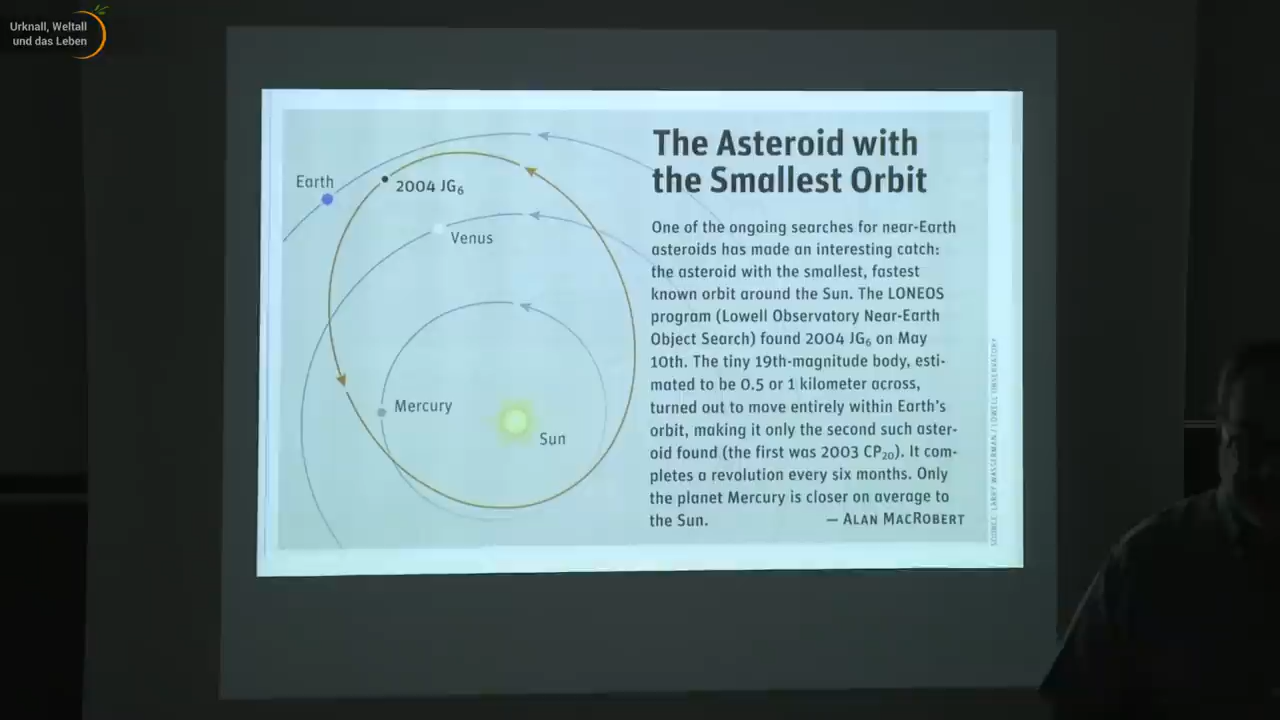 Urknall, Weltall
und das Leben
The Asteroid with
the Smallest Orbit
Earth
2004 JG₆
Venus
Mercury
Sun
One of the ongoing searches for near-Earth
asteroids has made an interesting catch:
the asteroid with the smallest, fastest
known orbit around the Sun. The LONEOS
program (Lowell Observatory Near-Earth
Object Search) found 2004 JG₆ on May
10th. The tiny 19th-magnitude body, esti-
mated to be 0.5 or 1 kilometer across,
turned out to move entirely within Earth's
orbit, making it only the second such aster-
oid found (the first was 2003 CP₂₀). It com-
pletes a revolution every six months. Only
the planet Mercury is closer on average to
the Sun. — ALAN MACROBERT
SOURCE: LARRY WASSERMAN / LOWELL OBSERVATORY